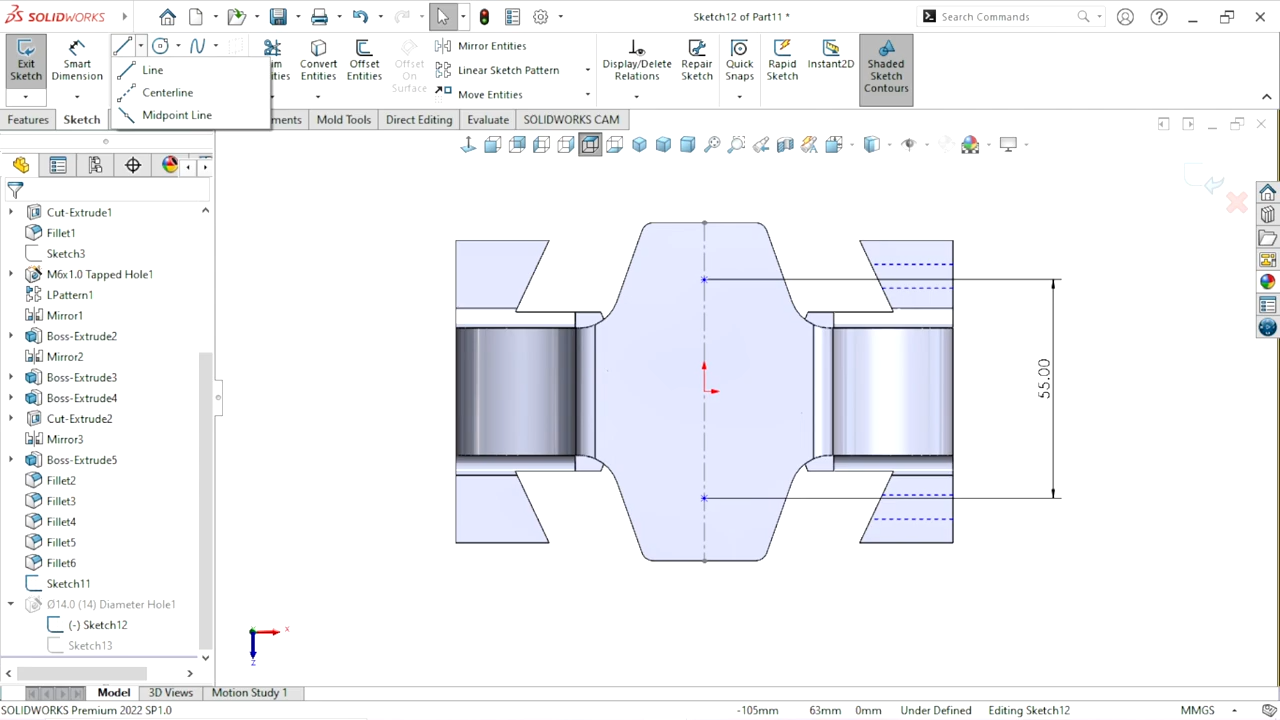 SOLIDWORKS
Sketch12 of Part11 *
Search Commands
Exit Sketch
Smart Dimension
Line
Centerline
Midpoint Line
Convert Entities
Offset Entities
Offset On Surface
Mirror Entities
Linear Sketch Pattern
Move Entities
Display/Delete Relations
Repair Sketch
Quick Snaps
Rapid Sketch
Instant2D
Shaded Sketch Contours
Features
Sketch
Mold Tools
Direct Editing
Evaluate
SOLIDWORKS CAM
Cut-Extrude1
Fillet1
Sketch3
M6x1.0 Tapped Hole1
LPattern1
Mirror1
Boss-Extrude2
Mirror2
Boss-Extrude3
Boss-Extrude4
Cut-Extrude2
Mirror3
Boss-Extrude5
Fillet2
Fillet3
Fillet4
Fillet5
Fillet6
Sketch11
Ø14.0 (14) Diameter Hole1
(-) Sketch12
Sketch13
55.00
X
Z
Model
3D Views
Motion Study 1
SOLIDWORKS Premium 2022 SP1.0
-105mm
63mm
0mm
Under Defined
Editing Sketch12
MMGS